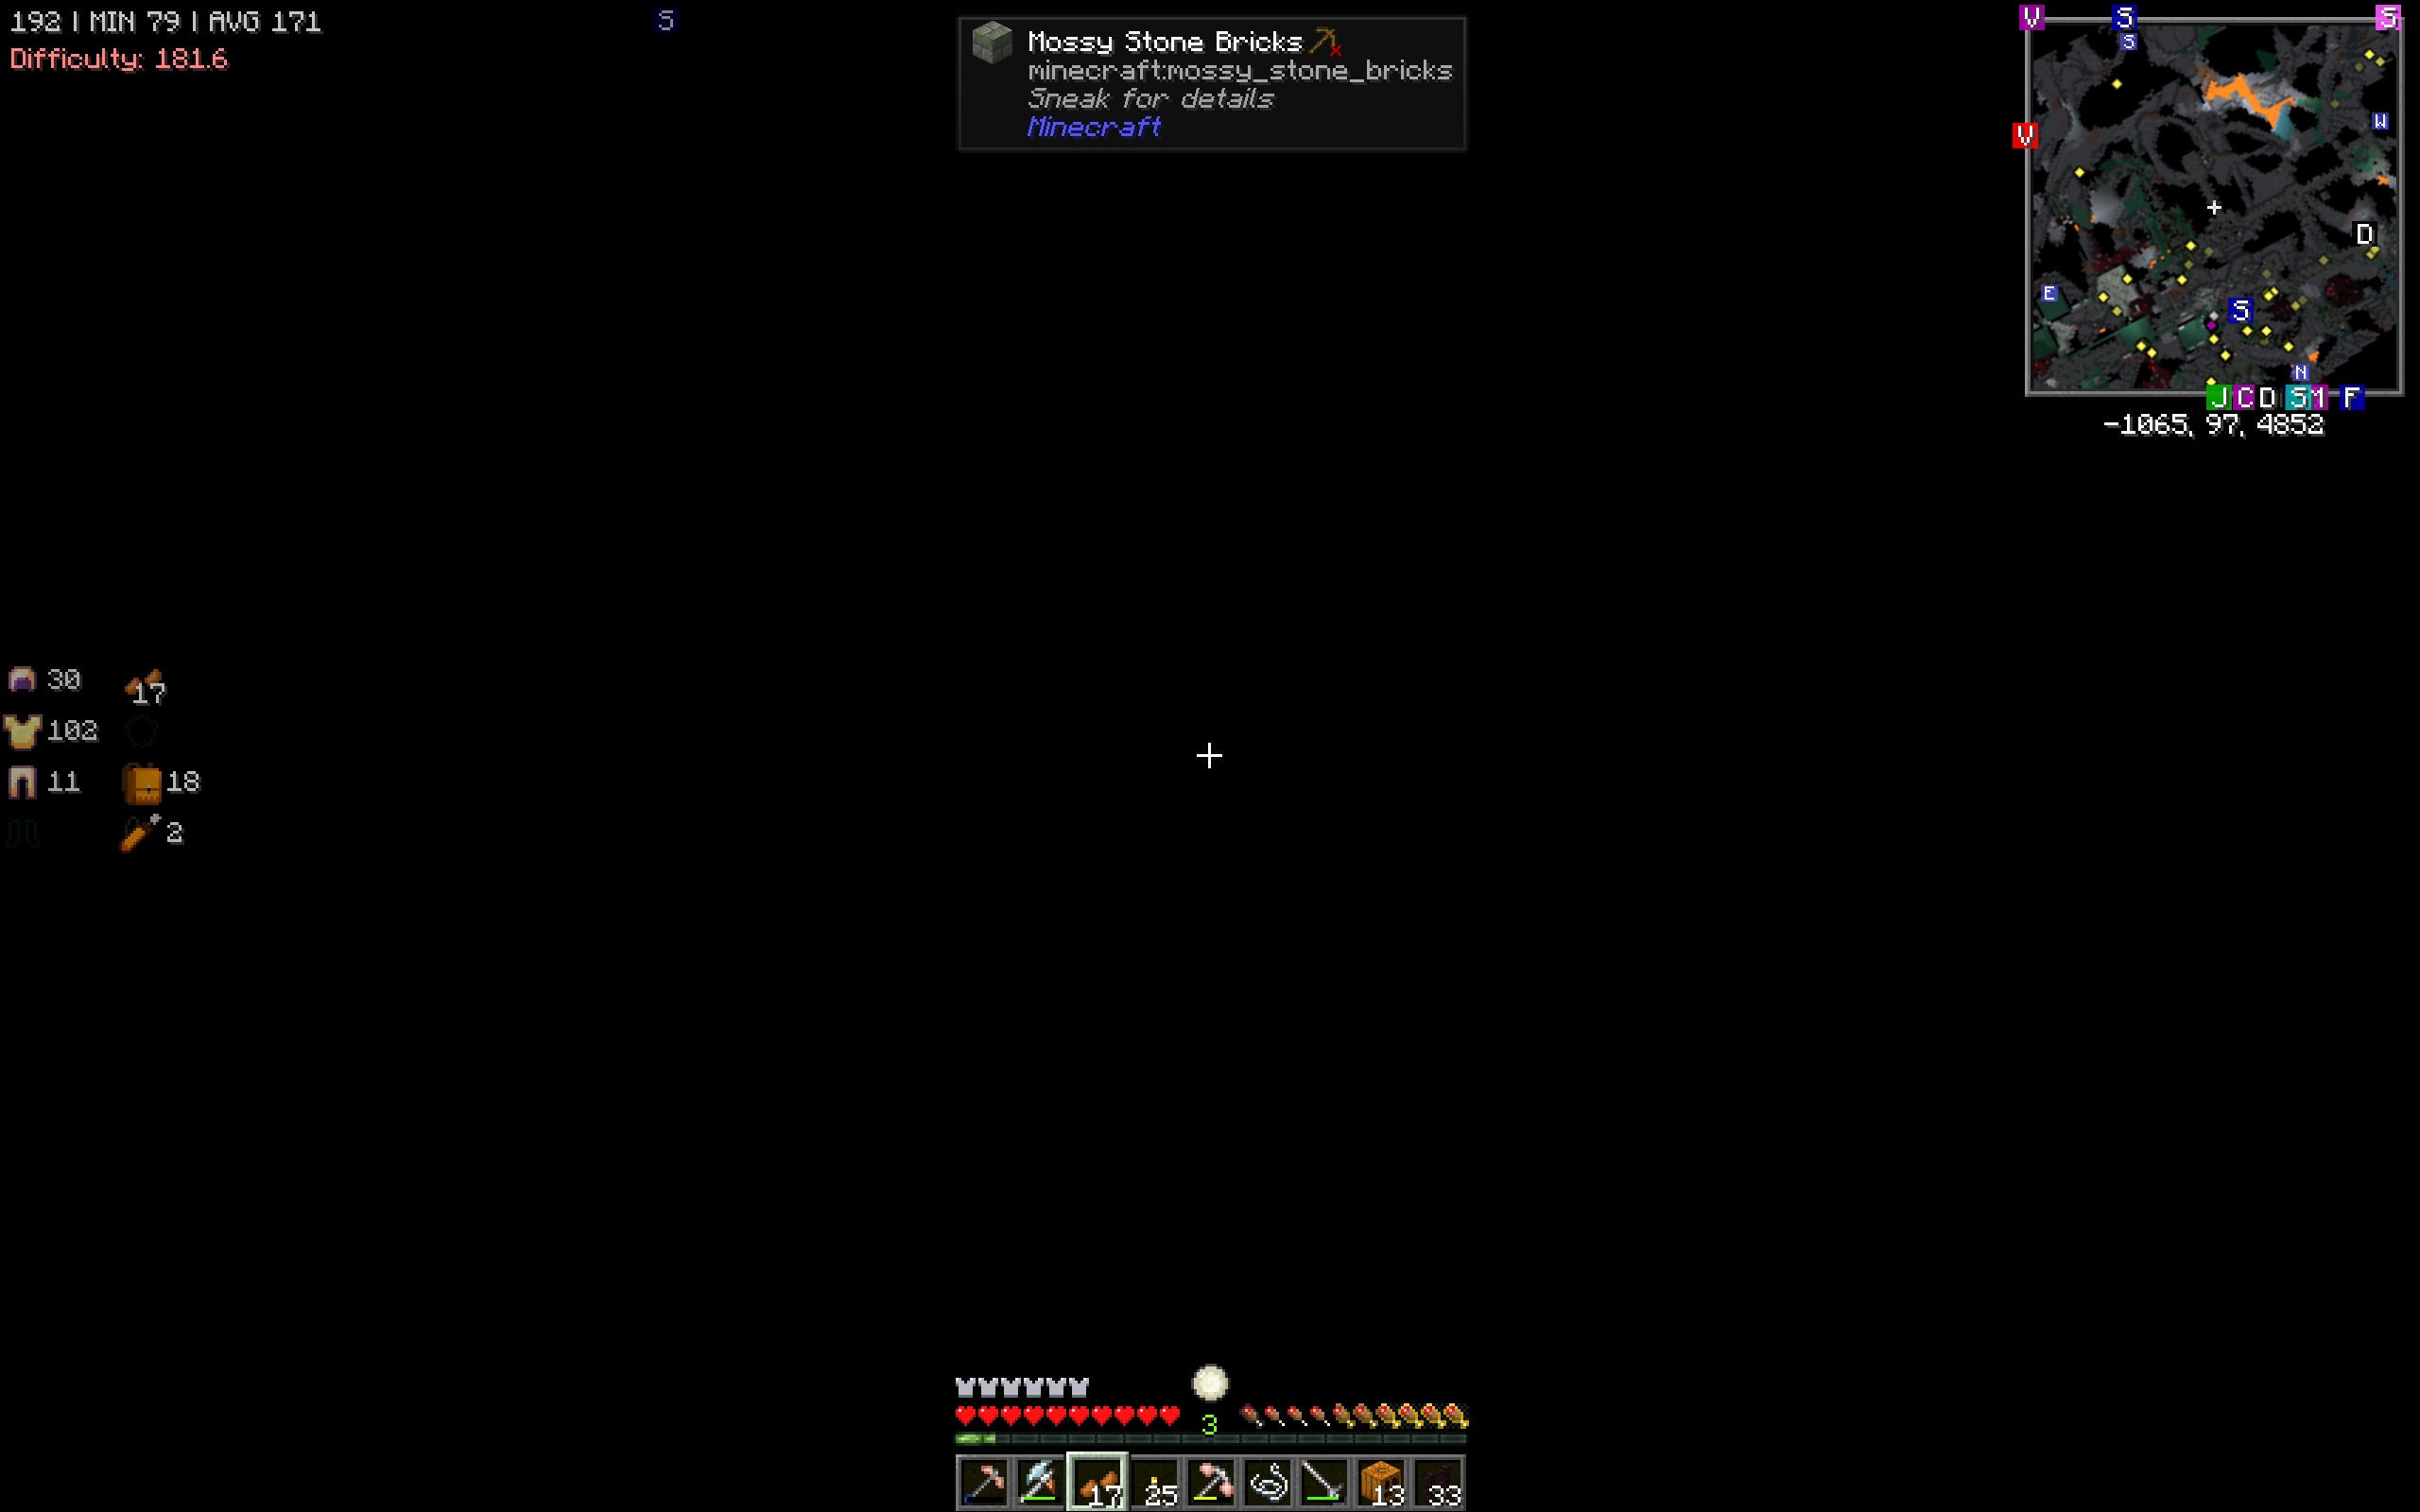 192 | MIN 79 | AVG 171
Difficulty: 181.6
S
Mossy Stone Bricks
minecraft:mossy_stone_bricks
Sneak for details
Minecraft
V S S
S
W
V
D
E
S
N
J C D S M F
-1065, 97, 4852
30 17
102
11 18
2
3
17 25 13 33